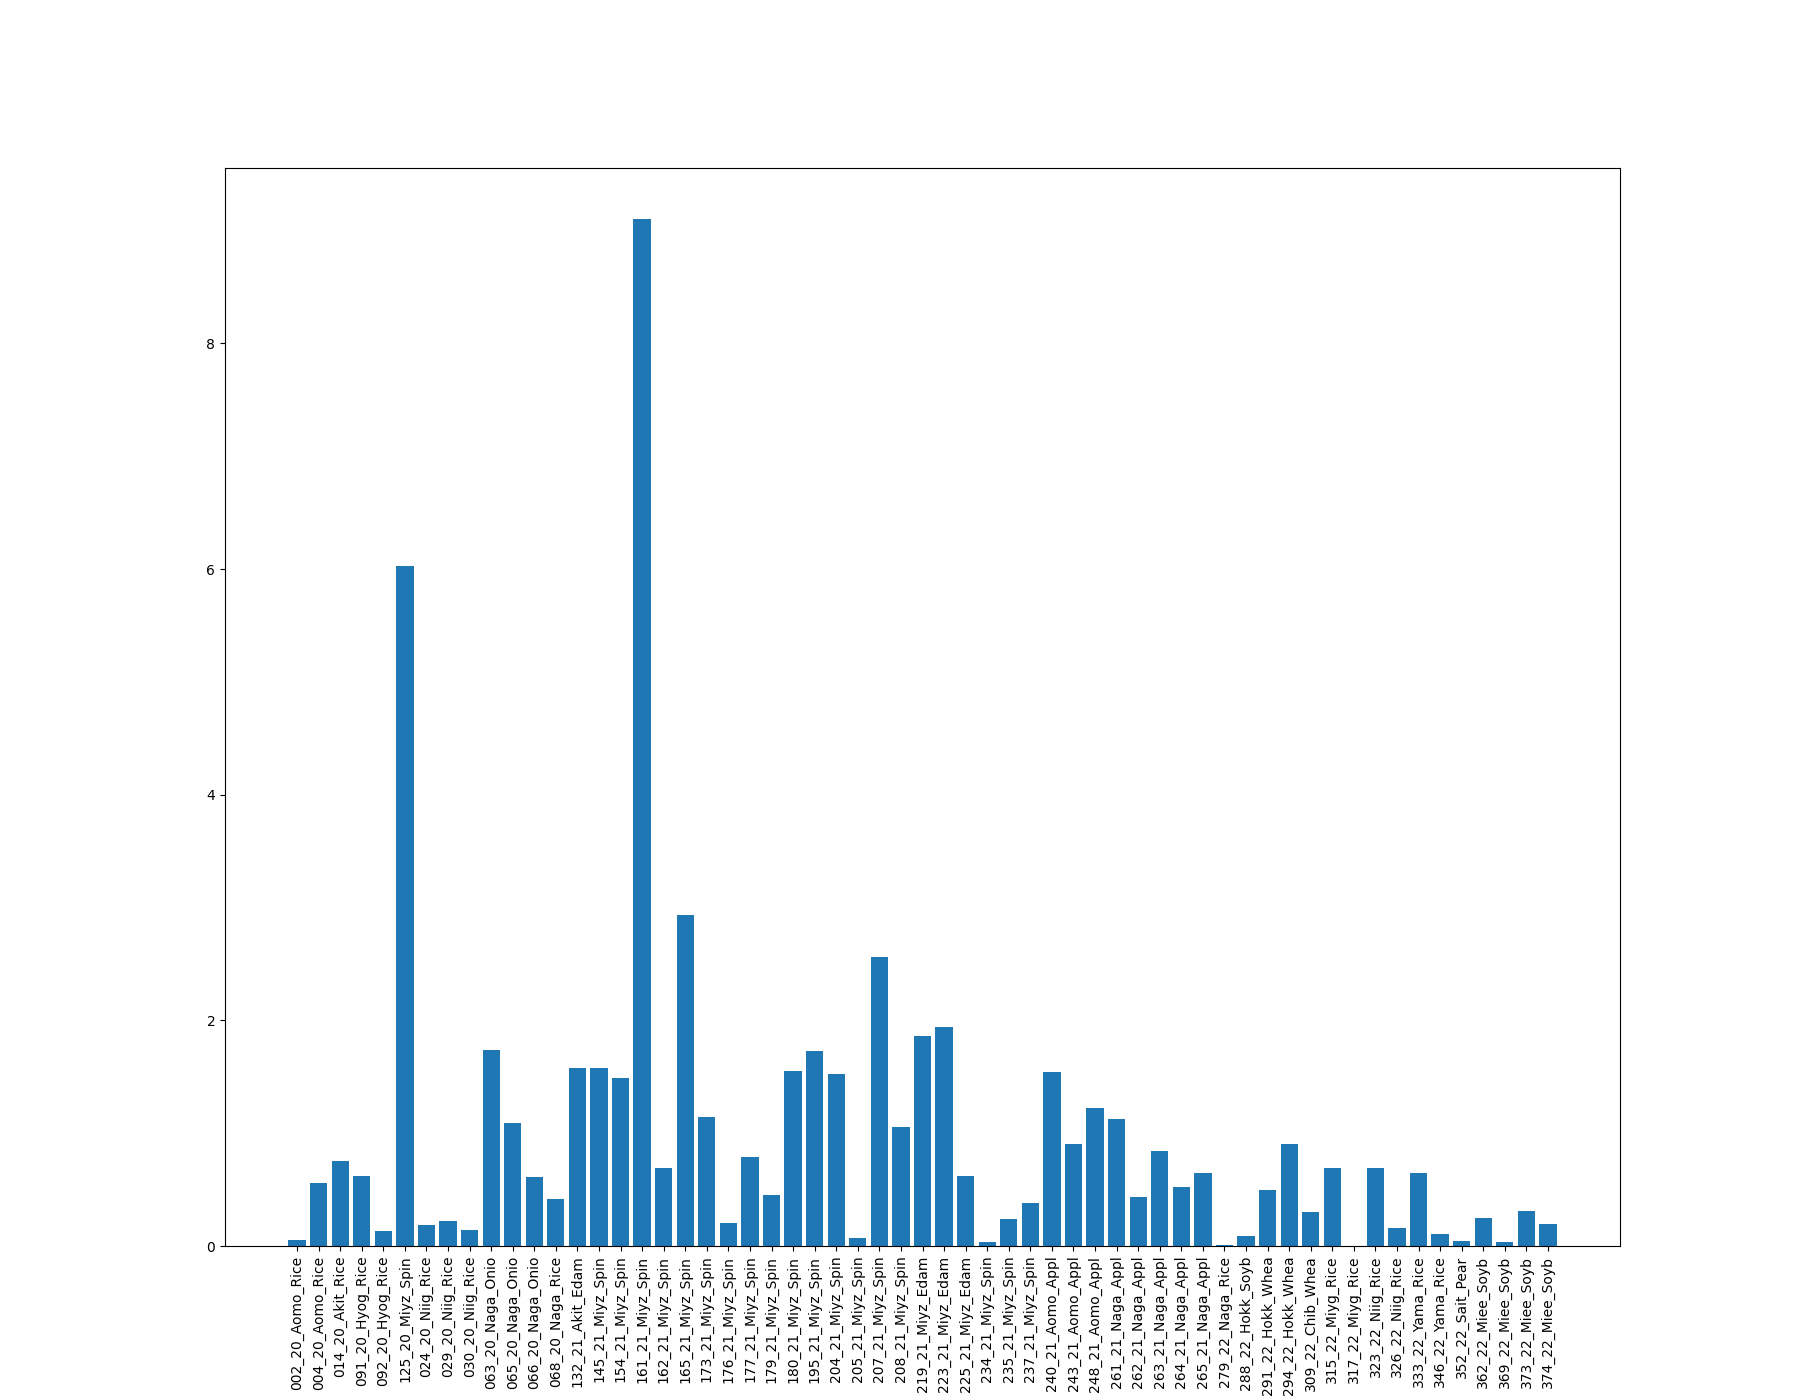 8
6
4
2
0
002_20_Aomo_Rice
004_20_Aomo_Rice
014_20_Akit_Rice
091_20_Hyog_Rice
092_20_Hyog_Rice
125_20_Miyz_Spin
024_20_Niig_Rice
029_20_Niig_Rice
030_20_Niig_Rice
063_20_Naga_Onio
065_20_Naga_Onio
066_20_Naga_Onio
068_20_Naga_Rice
132_21_Akit_Edam
145_21_Miyz_Spin
154_21_Miyz_Spin
161_21_Miyz_Spin
162_21_Miyz_Spin
165_21_Miyz_Spin
173_21_Miyz_Spin
176_21_Miyz_Spin
177_21_Miyz_Spin
179_21_Miyz_Spin
180_21_Miyz_Spin
195_21_Miyz_Spin
204_21_Miyz_Spin
205_21_Miyz_Spin
207_21_Miyz_Spin
208_21_Miyz_Spin
219_21_Miyz_Edam
223_21_Miyz_Edam
225_21_Miyz_Edam
234_21_Miyz_Spin
235_21_Miyz_Spin
237_21_Miyz_Spin
240_21_Aomo_Appl
243_21_Aomo_Appl
248_21_Aomo_Appl
261_21_Naga_Appl
262_21_Naga_Appl
263_21_Naga_Appl
264_21_Naga_Appl
265_21_Naga_Appl
279_22_Naga_Rice
288_22_Hokk_Soyb
291_22_Hokk_Whea
294_22_Hokk_Whea
309_22_Chib_Whea
315_22_Miyg_Rice
317_22_Miyg_Rice
323_22_Niig_Rice
326_22_Niig_Rice
333_22_Yama_Rice
346_22_Yama_Rice
352_22_Sait_Pear
362_22_Miee_Soyb
369_22_Miee_Soyb
373_22_Miee_Soyb
374_22_Miee_Soyb